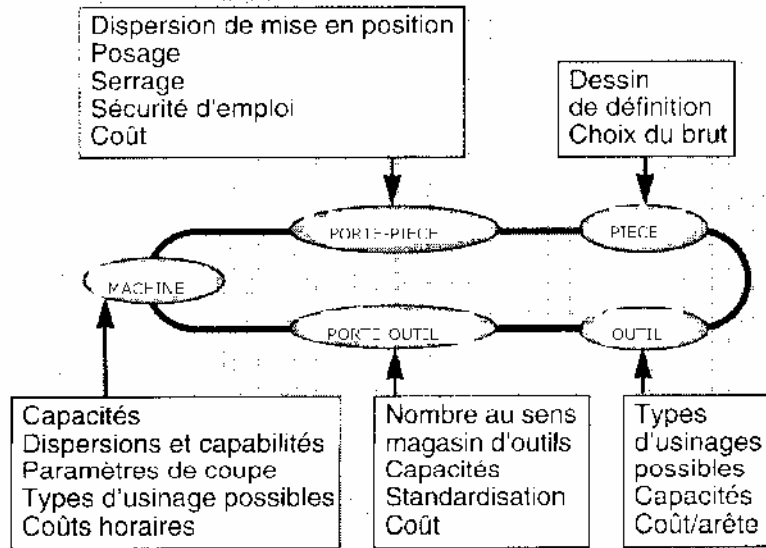 Dispersion de mise en position
Posage
Serrage
Sécurité d'emploi
Coût
Dessin
de définition
Choix du brut
PORTE-PIECE
PIECE
MACHINE
PORTE OUTIL
OUTIL
Capacités
Dispersions et capabilités
Paramètres de coupe
Types d'usinage possibles
Coûts horaires
Nombre au sens
magasin d'outils
Capacités
Standardisation
Coût
Types
d'usinages
possibles
Capacités
Coût/arête